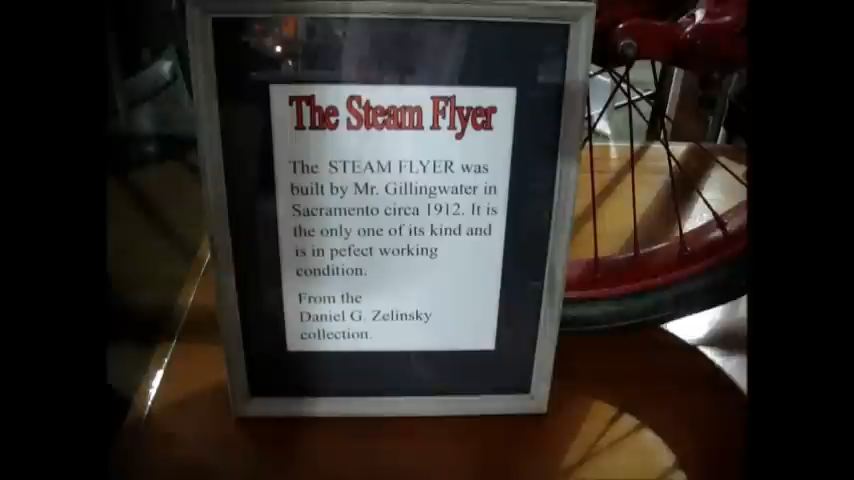 The Steam Flyer
The STEAM FLYER was
built by Mr. Gillingwater in
Sacramento circa 1912. It is
the only one of its kind and
is in pefect working
condition.
From the
Daniel G. Zelinsky
collection.